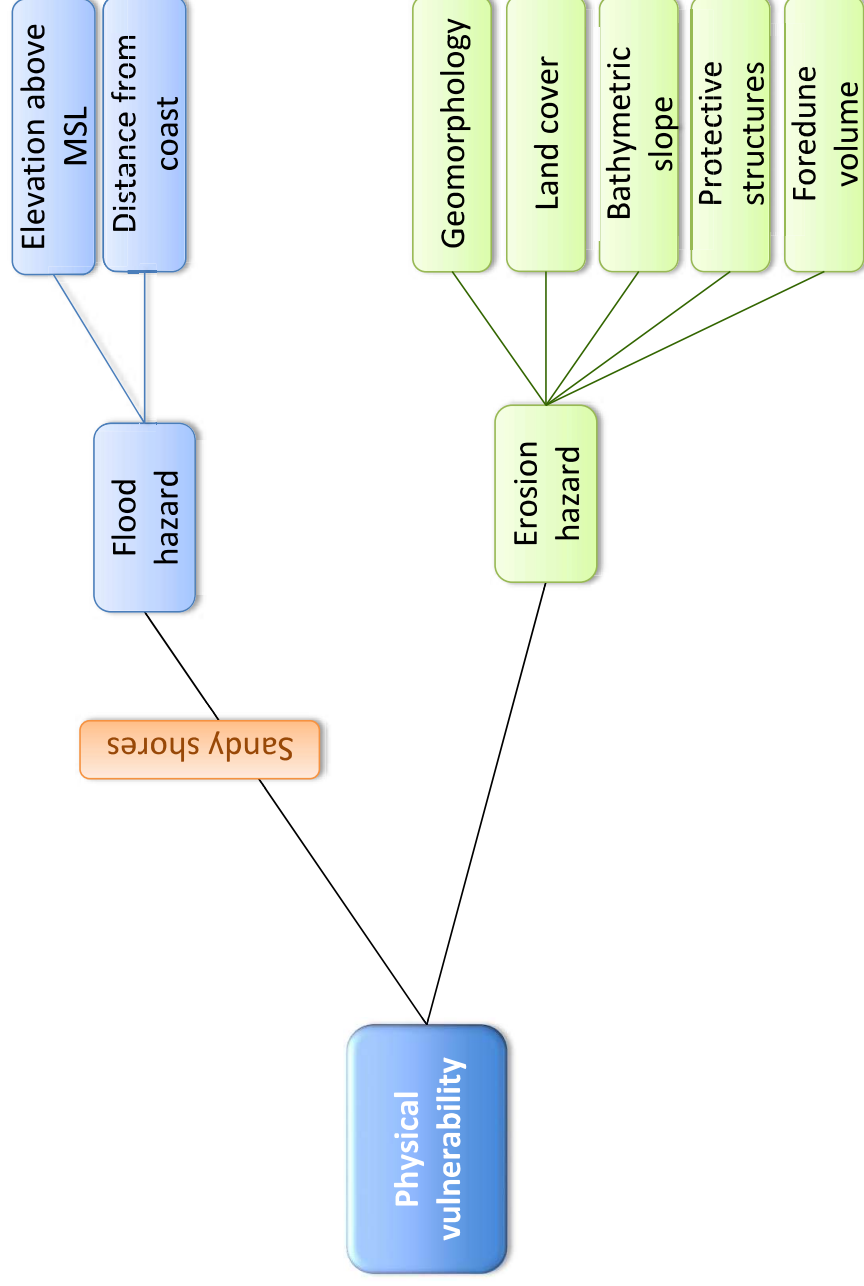 Physical
vulnerability
Sandy shores
Flood
hazard
Elevation above
MSL
Distance from
coast
Erosion
hazard
Geomorphology
Land cover
Bathymetric
slope
Protective
structures
Foredune
volume